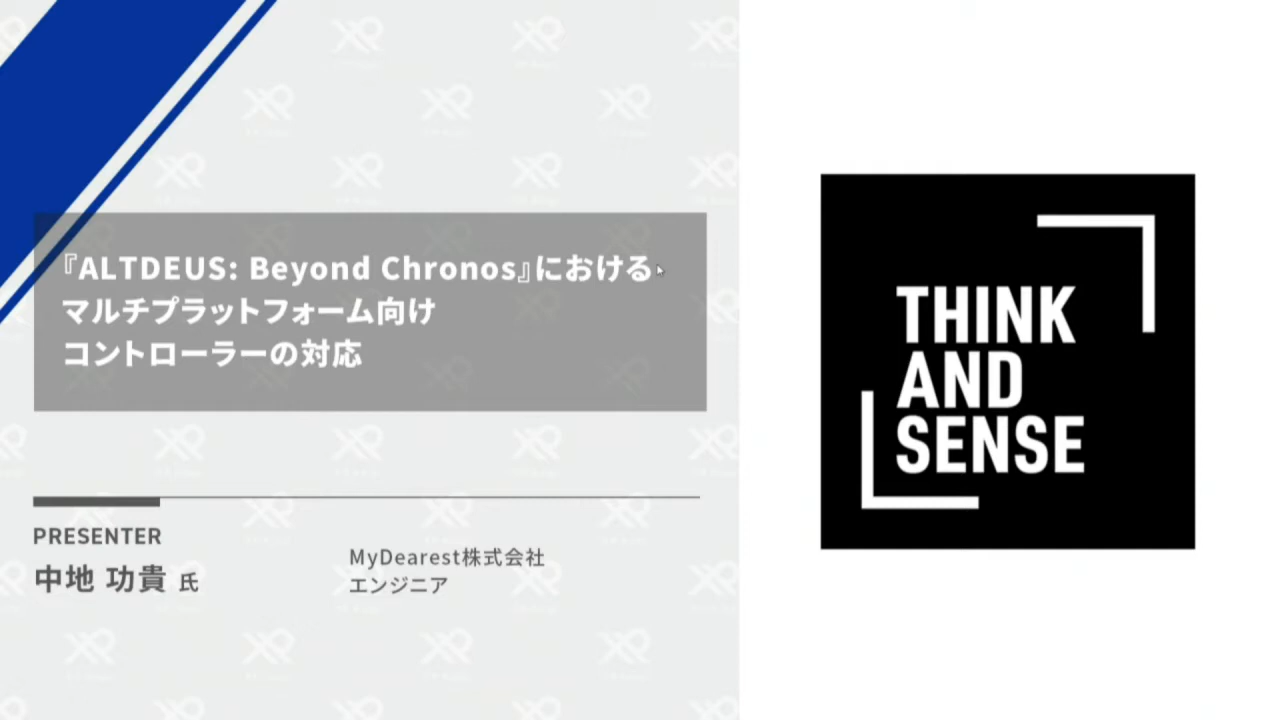 『ALTDEUS: Beyond Chronos』における
マルチプラットフォーム向け
コントローラーの対応
PRESENTER
中地 功貴 氏
MyDearest株式会社
エンジニア
THINK
AND
SENSE